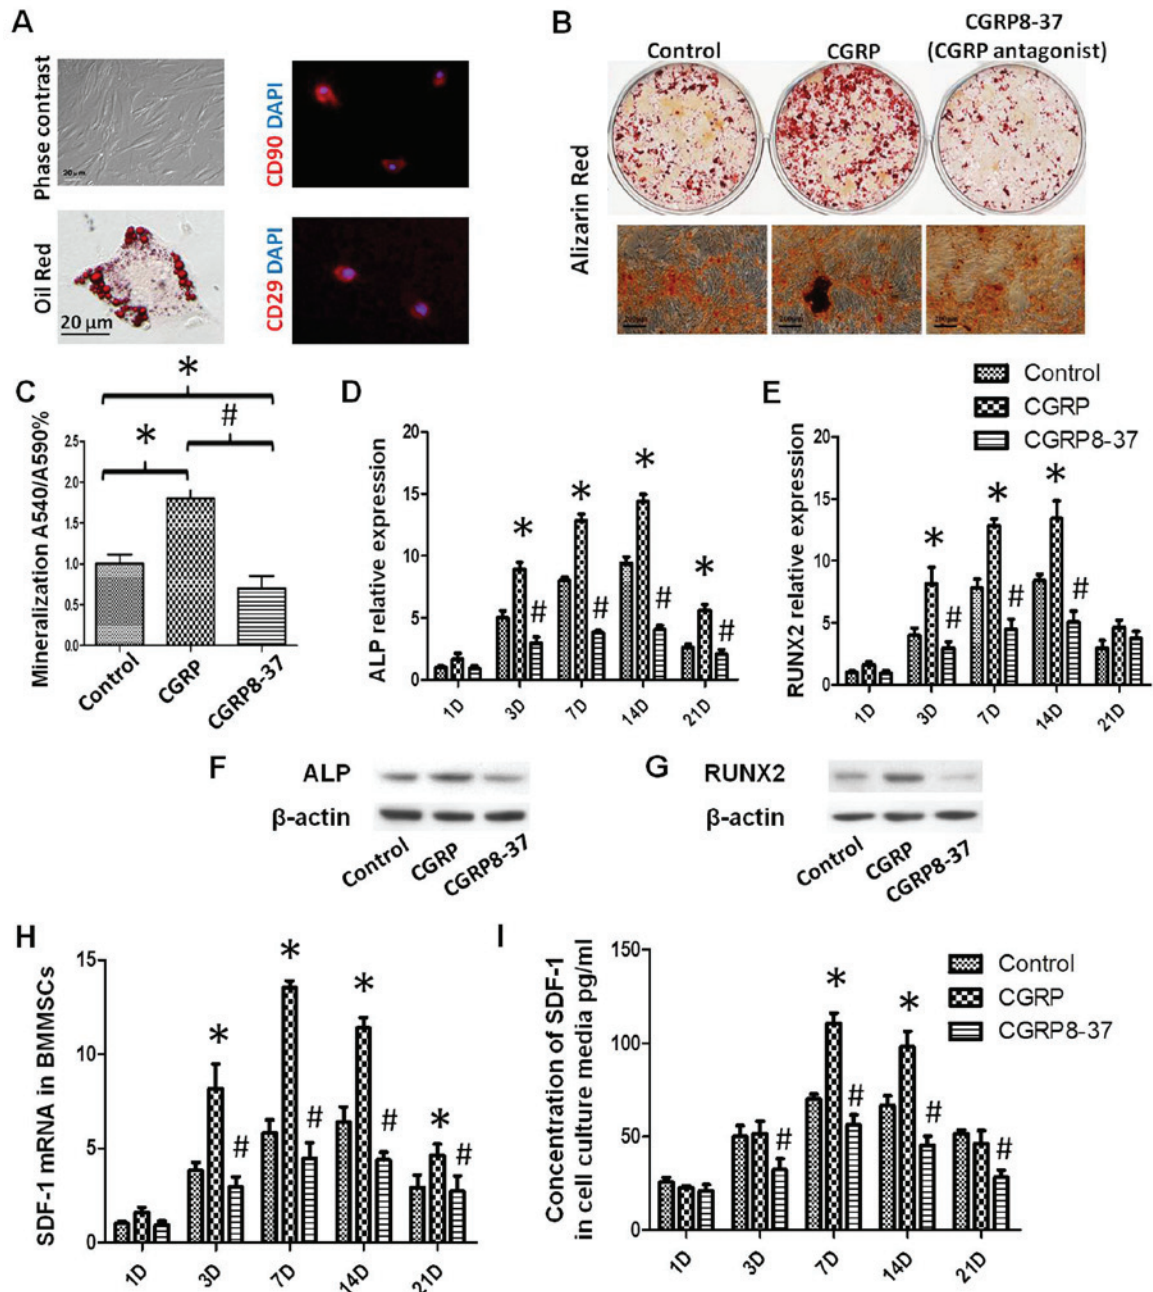 A
Phase contrast
20 μm
CD90 DAPI
Oil Red
20 μm
CD29 DAPI
B
Control
CGRP
CGRP8-37
(CGRP antagonist)
Alizarin Red
C
Mineralization A540/A590%
2.5
2.0
1.5
1.0
0.5
0.0
*
*
#
Control
CGRP
CGRP8-37
D
ALP relative expression
20
15
10
5
0
* * * *
# # # #
1D 3D 7D 14D 21D
E
Control
CGRP
CGRP8-37
RUNX2 relative expression
20
15
10
5
0
* * *
# # #
1D 3D 7D 14D 21D
F
ALP
β-actin
Control CGRP CGRP8-37
G
RUNX2
β-actin
Control CGRP CGRP8-37
H
SDF-1 mRNA in BMMSCs
15
10
5
0
* * * *
# # # #
1D 3D 7D 14D 21D
I
Concentration of SDF-1
in cell culture media pg/ml
150
100
50
0
* *
# # # #
1D 3D 7D 14D 21D
Control
CGRP
CGRP8-37